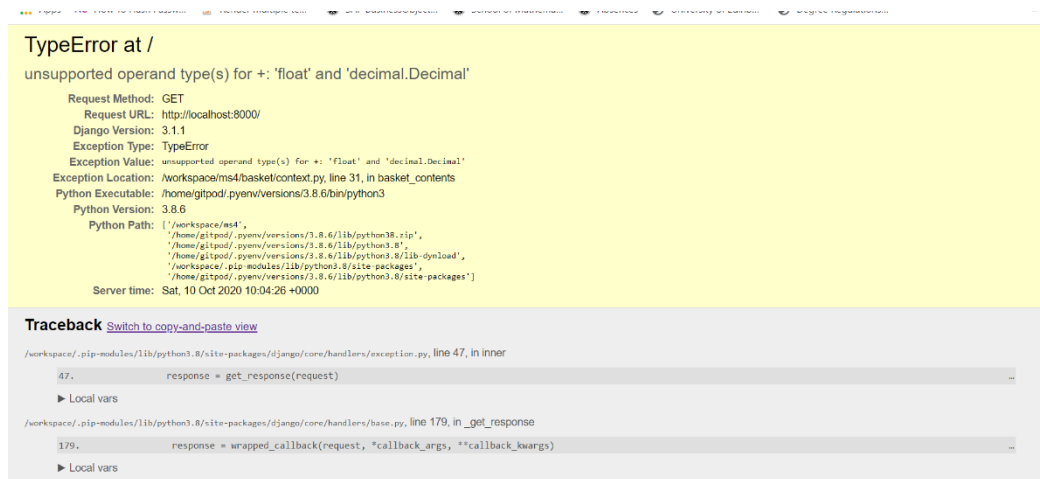 TypeError at /
unsupported operand type(s) for +: 'float' and 'decimal.Decimal'
Request Method: GET
Request URL: http://localhost:8000/
Django Version: 3.1.1
Exception Type: TypeError
Exception Value: unsupported operand type(s) for +: 'float' and 'decimal.Decimal'
Exception Location: /workspace/ms4/basket/context.py, line 31, in basket_contents
Python Executable: /home/gitpod/.pyenv/versions/3.8.6/bin/python3
Python Version: 3.8.6
Python Path: ['/workspace/ms4',
'/home/gitpod/.pyenv/versions/3.8.6/lib/python38.zip',
'/home/gitpod/.pyenv/versions/3.8.6/lib/python3.8',
'/home/gitpod/.pyenv/versions/3.8.6/lib/python3.8/lib-dynload',
'/workspace/.pip-modules/lib/python3.8/site-packages',
'/home/gitpod/.pyenv/versions/3.8.6/lib/python3.8/site-packages']
Server time: Sat, 10 Oct 2020 10:04:26 +0000
Traceback Switch to copy-and-paste view
/workspace/.pip-modules/lib/python3.8/site-packages/django/core/handlers/exception.py, line 47, in inner
47. response = get_response(request) …
▶ Local vars
/workspace/.pip-modules/lib/python3.8/site-packages/django/core/handlers/base.py, line 179, in _get_response
179. response = wrapped_callback(request, *callback_args, **callback_kwargs) …
▶ Local vars